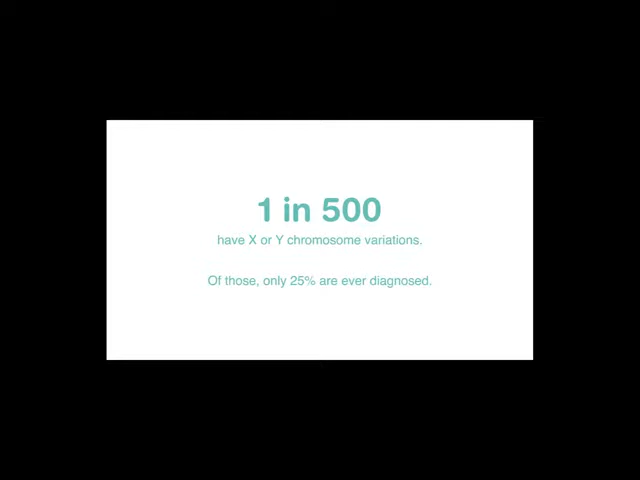 1 in 500
have X or Y chromosome variations.
Of those, only 25% are ever diagnosed.